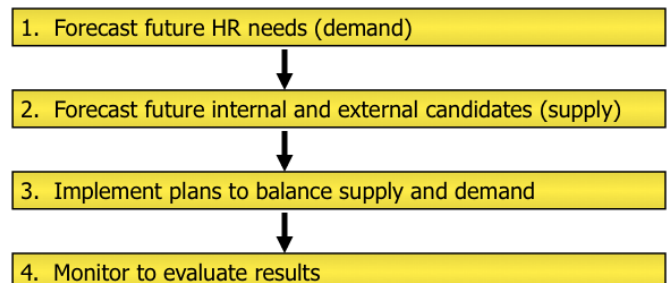 1. Forecast future HR needs (demand)
2. Forecast future internal and external candidates (supply)
3. Implement plans to balance supply and demand
4. Monitor to evaluate results